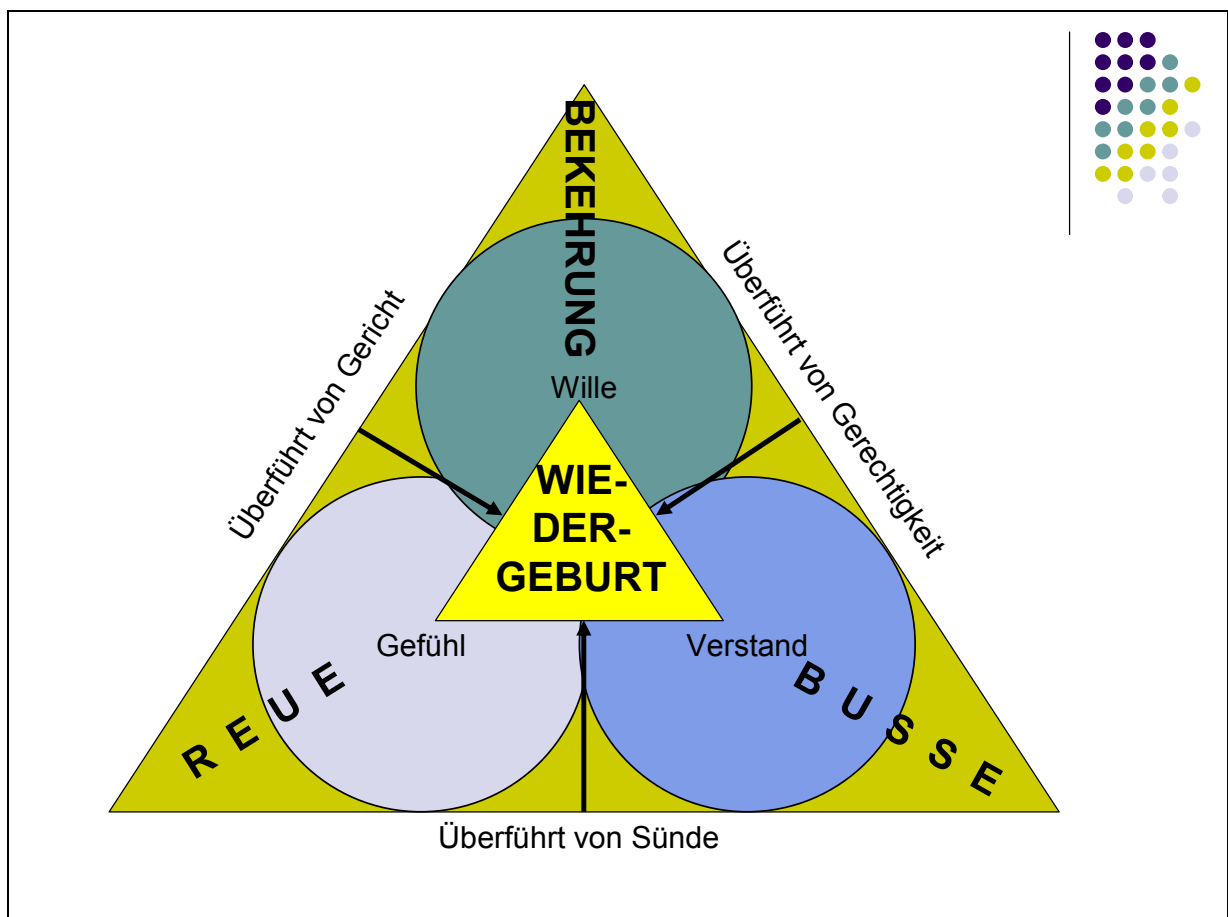 BEKEHRUNG
Überführt von Gericht
Überführt von Gerechtigkeit
Wille
WIE-
DER-
GEBURT
Gefühl
Verstand
REUE
BUSSE
Überführt von Sünde